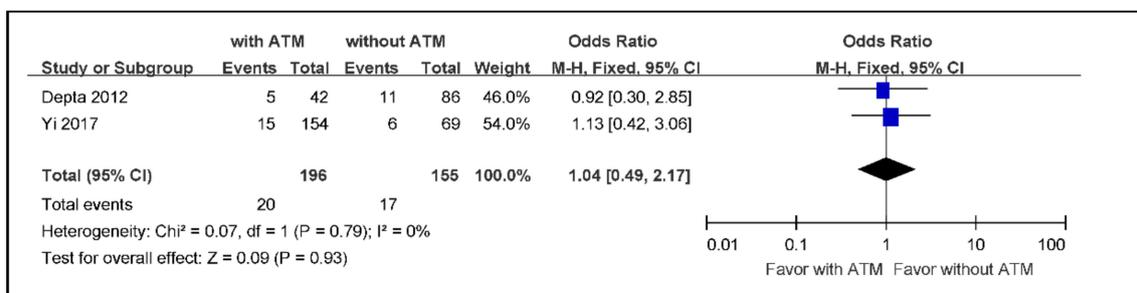 with ATM without ATM Odds Ratio Odds Ratio
Study or Subgroup Events Total Events Total Weight M-H, Fixed, 95% CI M-H, Fixed, 95% CI
Depta 2012 5 42 11 86 46.0% 0.92 [0.30, 2.85]
Yi 2017 15 154 6 69 54.0% 1.13 [0.42, 3.06]
Total (95% CI) 196 155 100.0% 1.04 [0.49, 2.17]
Total events 20 17
Heterogeneity: Chi² = 0.07, df = 1 (P = 0.79); I² = 0%
Test for overall effect: Z = 0.09 (P = 0.93)
0.01 0.1 1 10 100
Favor with ATM Favor without ATM